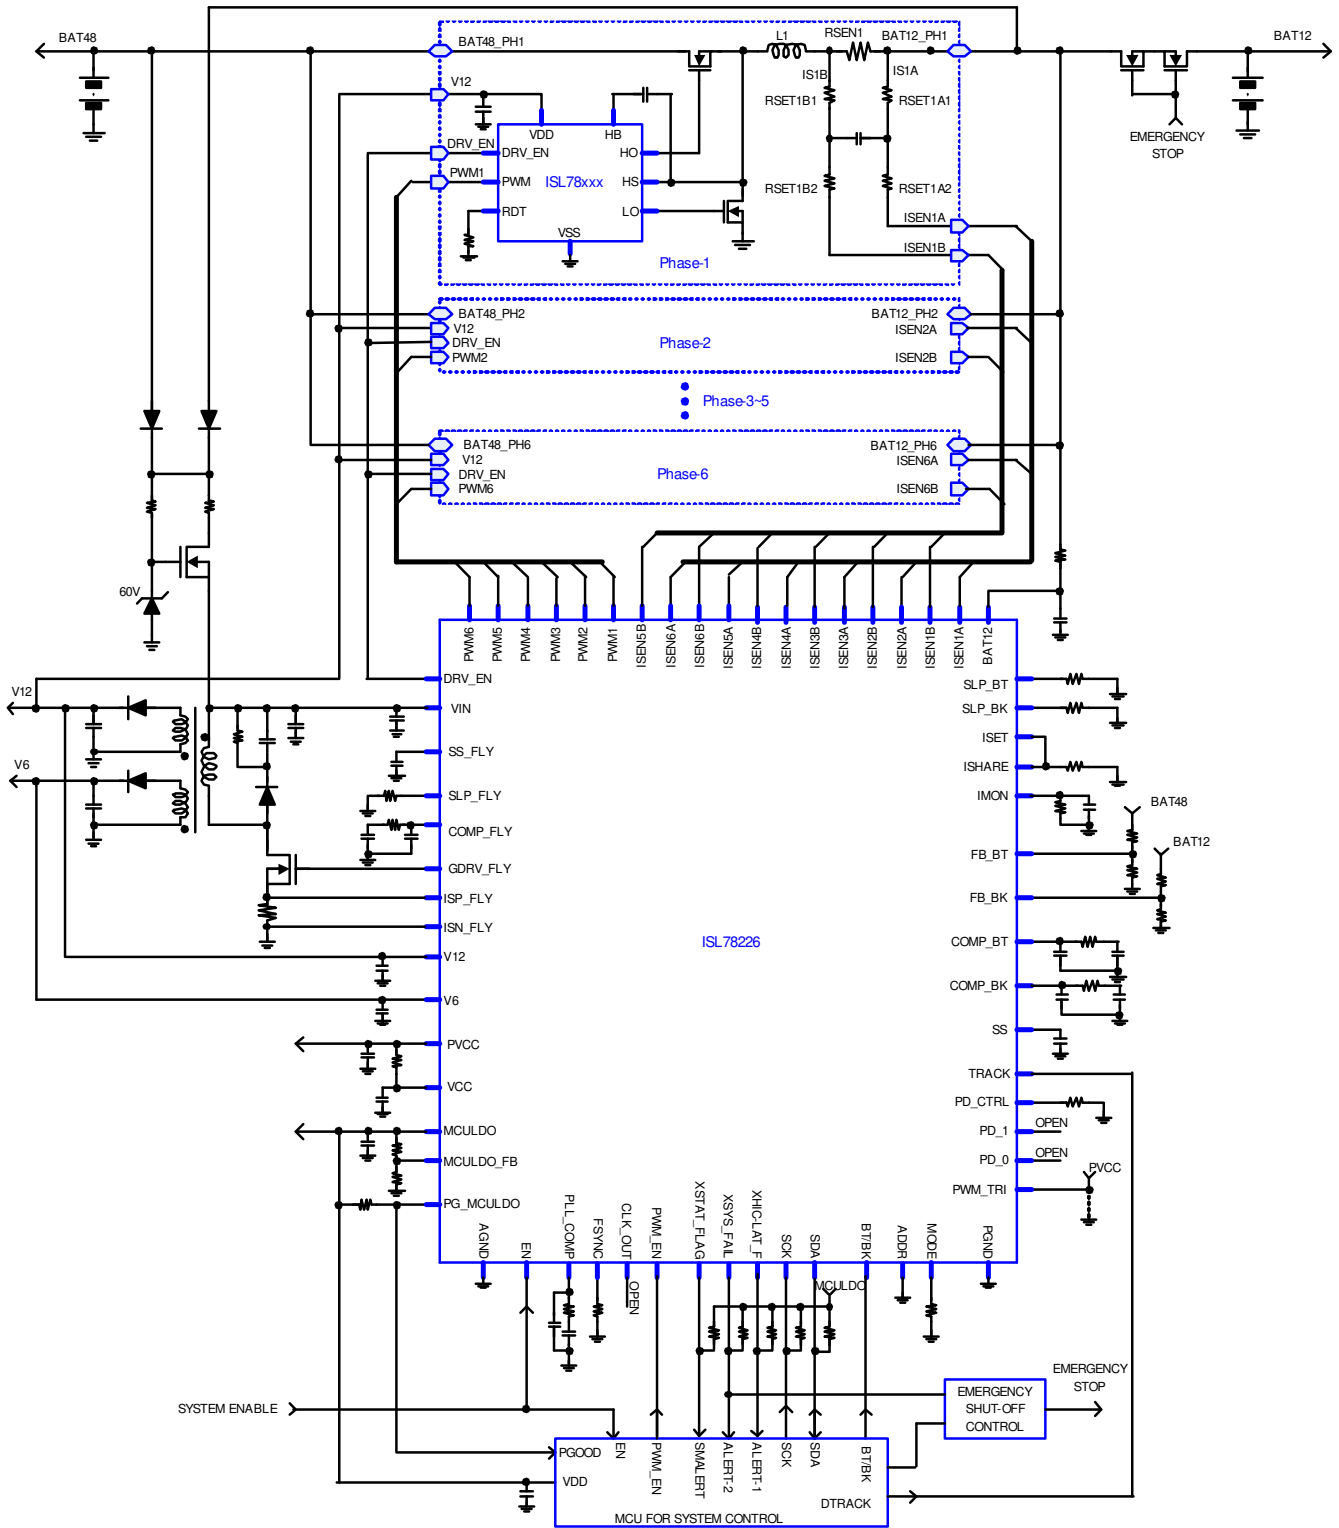 BAT48
BAT48_PH1
L1
RSEN1
BAT12_PH1
BAT12
V12
IS1B
IS1A
RSET1B1
RSET1A1
VDD
HB
EMERGENCY
STOP
DRV_EN
DRV_EN
HO
PWM1
PWM
ISL78xxx
HS
RSET1B2
RSET1A2
RDT
LO
ISEN1A
VSS
ISEN1B
Phase-1
BAT48_PH2
BAT12_PH2
V12
ISEN2A
DRV_EN
Phase-2
PWM2
ISEN2B
Phase-3~5
BAT48_PH6
BAT12_PH6
V12
ISEN6A
DRV_EN
Phase-6
PWM6
ISEN6B
60V
PWM6
PWM5
PWM4
PWM3
PWM2
PWM1
ISEN5B
ISEN6A
ISEN6B
ISEN5A
ISEN4B
ISEN4A
ISEN3B
ISEN3A
ISEN2B
ISEN2A
ISEN1B
ISEN1A
BAT12
DRV_EN
SLP_BT
V12
VIN
SLP_BK
ISET
SS_FLY
V6
ISHARE
SLP_FLY
IMON
BAT48
COMP_FLY
BAT12
FB_BT
GDRV_FLY
ISP_FLY
FB_BK
ISN_FLY
ISL78226
COMP_BT
V12
COMP_BK
V6
SS
PVCC
TRACK
VCC
PD_CTRL
MCULDO
PD_1
OPEN
MCULDO_FB
PD_0
OPEN
PVCC
PWM_TRI
PG_MCULDO
AGND
EN
PLL_COMP
FSYNC
CLK_OUT
PWM_EN
XSTAT_FLAG
XSYS_FAIL
XHIC-LAT_F
SCK
SDA
BT/BK
ADDR
MODE
PGND
OPEN
MCULDO
EMERGENCY
STOP
EMERGENCY
SHUT-OFF
CONTROL
SYSTEM ENABLE
PGOOD
EN
PWM_EN
SMALERT
ALERT-2
ALERT-1
SCK
SDA
BT/BK
VDD
DTRACK
MCU FOR SYSTEM CONTROL